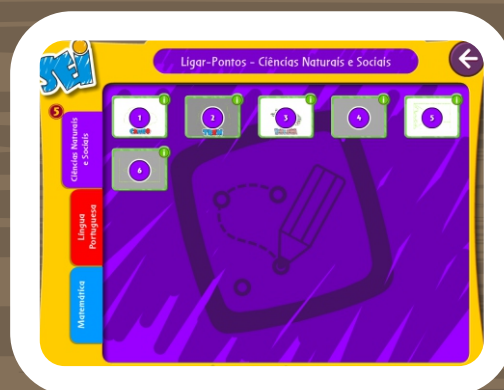 SEI
Ligar-Pontos - Ciências Naturais e Sociais
5
Ciências Naturais
e Sociais
Língua
Portuguesa
Matemática
1
2
3
4
5
6